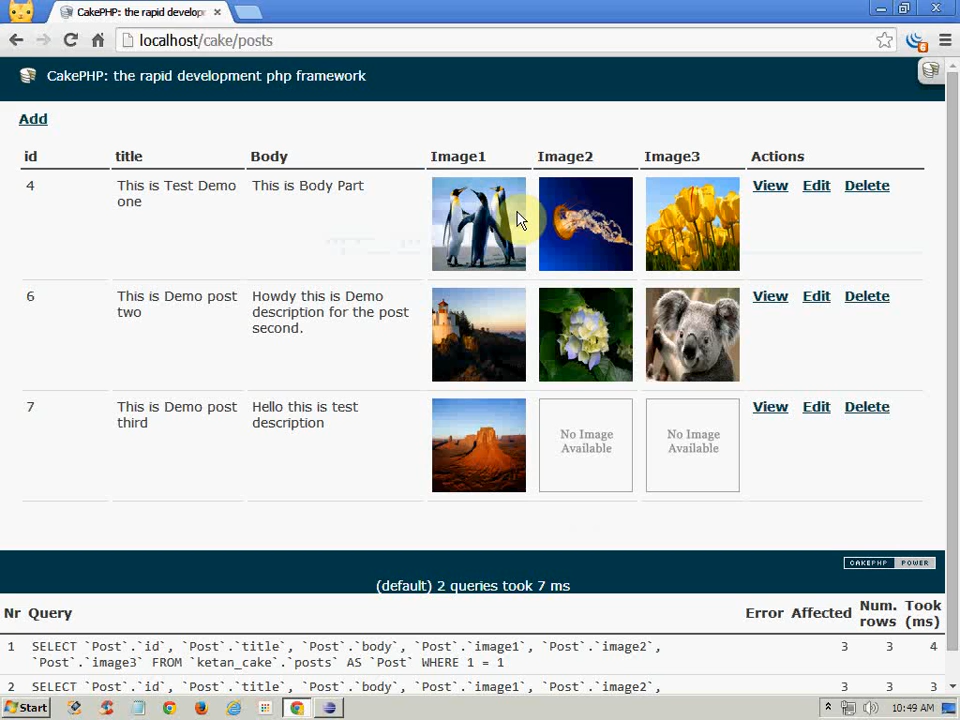 CakePHP: the rapid develop
localhost/cake/posts
8
CakePHP: the rapid development php framework
Add
id title Body Image1 Image2 Image3 Actions
4 This is Test Demo This is Body Part View Edit Delete
one
6 This is Demo post Howdy this is Demo View Edit Delete
two description for the post
second.
7 This is Demo post Hello this is test View Edit Delete
third description
No Image No Image
Available Available
CAKEPHP POWER
(default) 2 queries took 7 ms
Nr Query Error Affected Num. rows Took (ms)
1 SELECT `Post`.`id`, `Post`.`title`, `Post`.`body`, `Post`.`image1`, `Post`.`image2`, 3 3 4
`Post`.`image3` FROM `ketan_cake`.`posts` AS `Post` WHERE 1 = 1
2 SELECT `Post`.`id`, `Post`.`title`, `Post`.`body`, `Post`.`image1`, `Post`.`image2`, 3 3 3
Start 10:49 AM